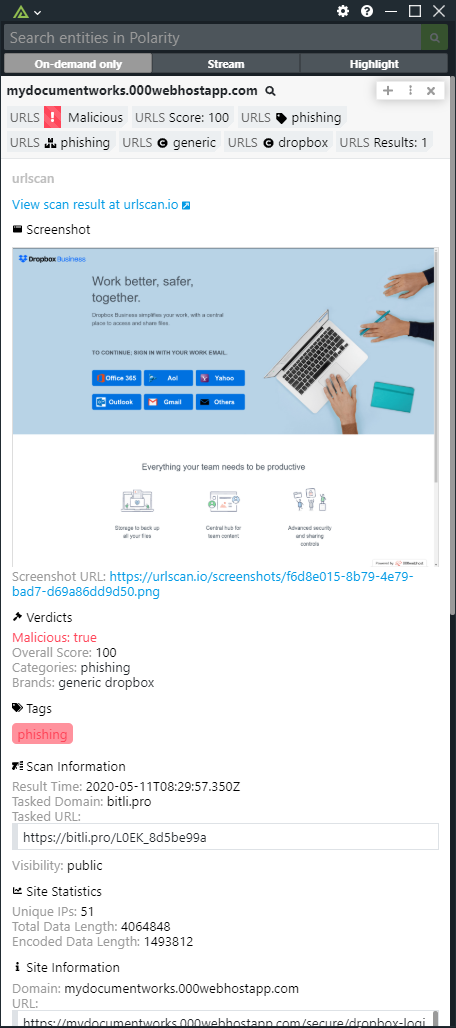 Search entities in Polarity
On-demand only Stream Highlight
mydocumentworks.000webhostapp.com
URLS ! Malicious URLS Score: 100 URLS phishing
URLS phishing URLS generic URLS dropbox URLS Results: 1
urlscan
View scan result at urlscan.io
Screenshot
Dropbox Business
Work better, safer,
together.
Dropbox Business simplifies your work, with a central
place to access and share files.
TO CONTINUE; SIGN IN WITH YOUR WORK EMAIL.
Office 365 Aol Yahoo
Outlook Gmail Others
Everything your team needs to be productive
Storage to back up
all your files
Central hub for
team content.
Advanced security
and sharing
controls
Powered by
Screenshot URL: https://urlscan.io/screenshots/f6d8e015-8b79-4e79-
bad7-d69a86dd9d50.png
Verdicts
Malicious: true
Overall Score: 100
Categories: phishing
Brands: generic dropbox
Tags
phishing
Scan Information
Result Time: 2020-05-11T08:29:57.350Z
Tasked Domain: bitli.pro
Tasked URL:
https://bitli.pro/L0EK_8d5be99a
Visibility: public
Site Statistics
Unique IPs: 51
Total Data Length: 4064848
Encoded Data Length: 1493812
Site Information
Domain: mydocumentworks.000webhostapp.com
URL:
https://mydocumentworks.000webhostapp.com/secure/dropbox-logi